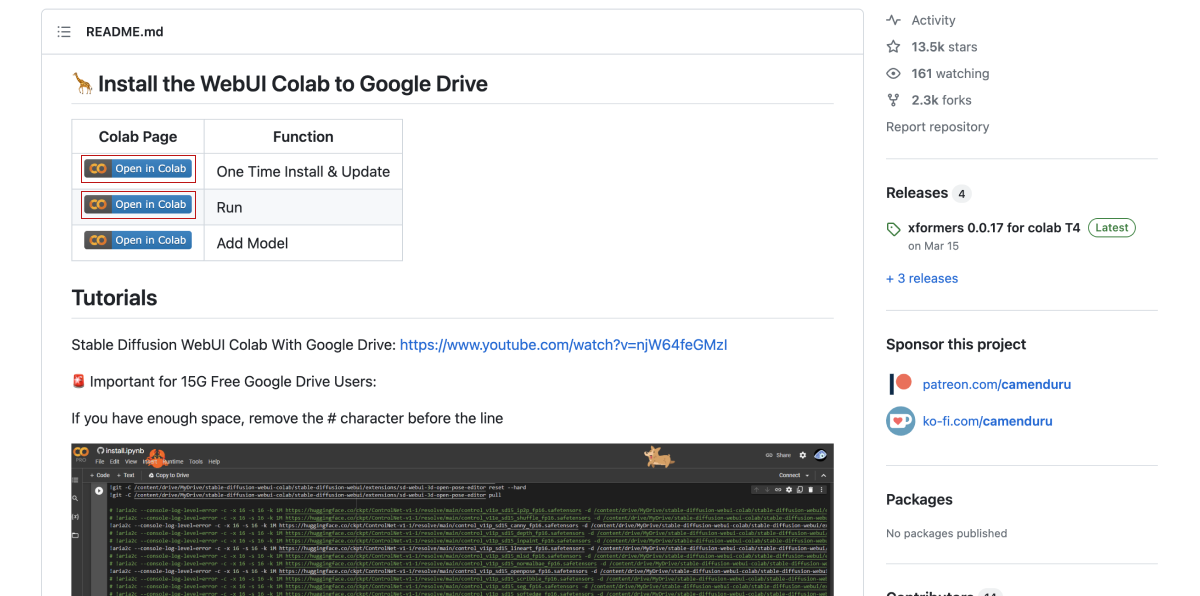 README.md
Install the WebUI Colab to Google Drive
Colab Page Function
Open in Colab One Time Install & Update
Open in Colab Run
Open in Colab Add Model
Tutorials
Stable Diffusion WebUI Colab With Google Drive: https://www.youtube.com/watch?v=njW64feGMzI
Important for 15G Free Google Drive Users:
If you have enough space, remove the # character before the line
install.ipynb
PRO File Edit View Runtime Tools Help
Share
+ Code + Text Copy to Drive
Connect
!git -C /content/drive/MyDrive/stable-diffusion-webui-colab/stable-diffusion-webui/extensions/sd-webui-3d-open-pose-editor reset --hard
!git -C /content/drive/MyDrive/stable-diffusion-webui-colab/stable-diffusion-webui/extensions/sd-webui-3d-open-pose-editor pull
Activity
13.5k stars
161 watching
2.3k forks
Report repository
Releases 4
xformers 0.0.17 for colab T4 Latest
on Mar 15
+ 3 releases
Sponsor this project
patreon.com/camenduru
ko-fi.com/camenduru
Packages
No packages published